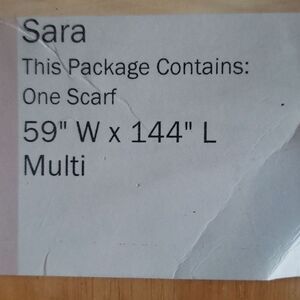 Sara
This Package Contains:
One Scarf
59" W x 144" L
Multi